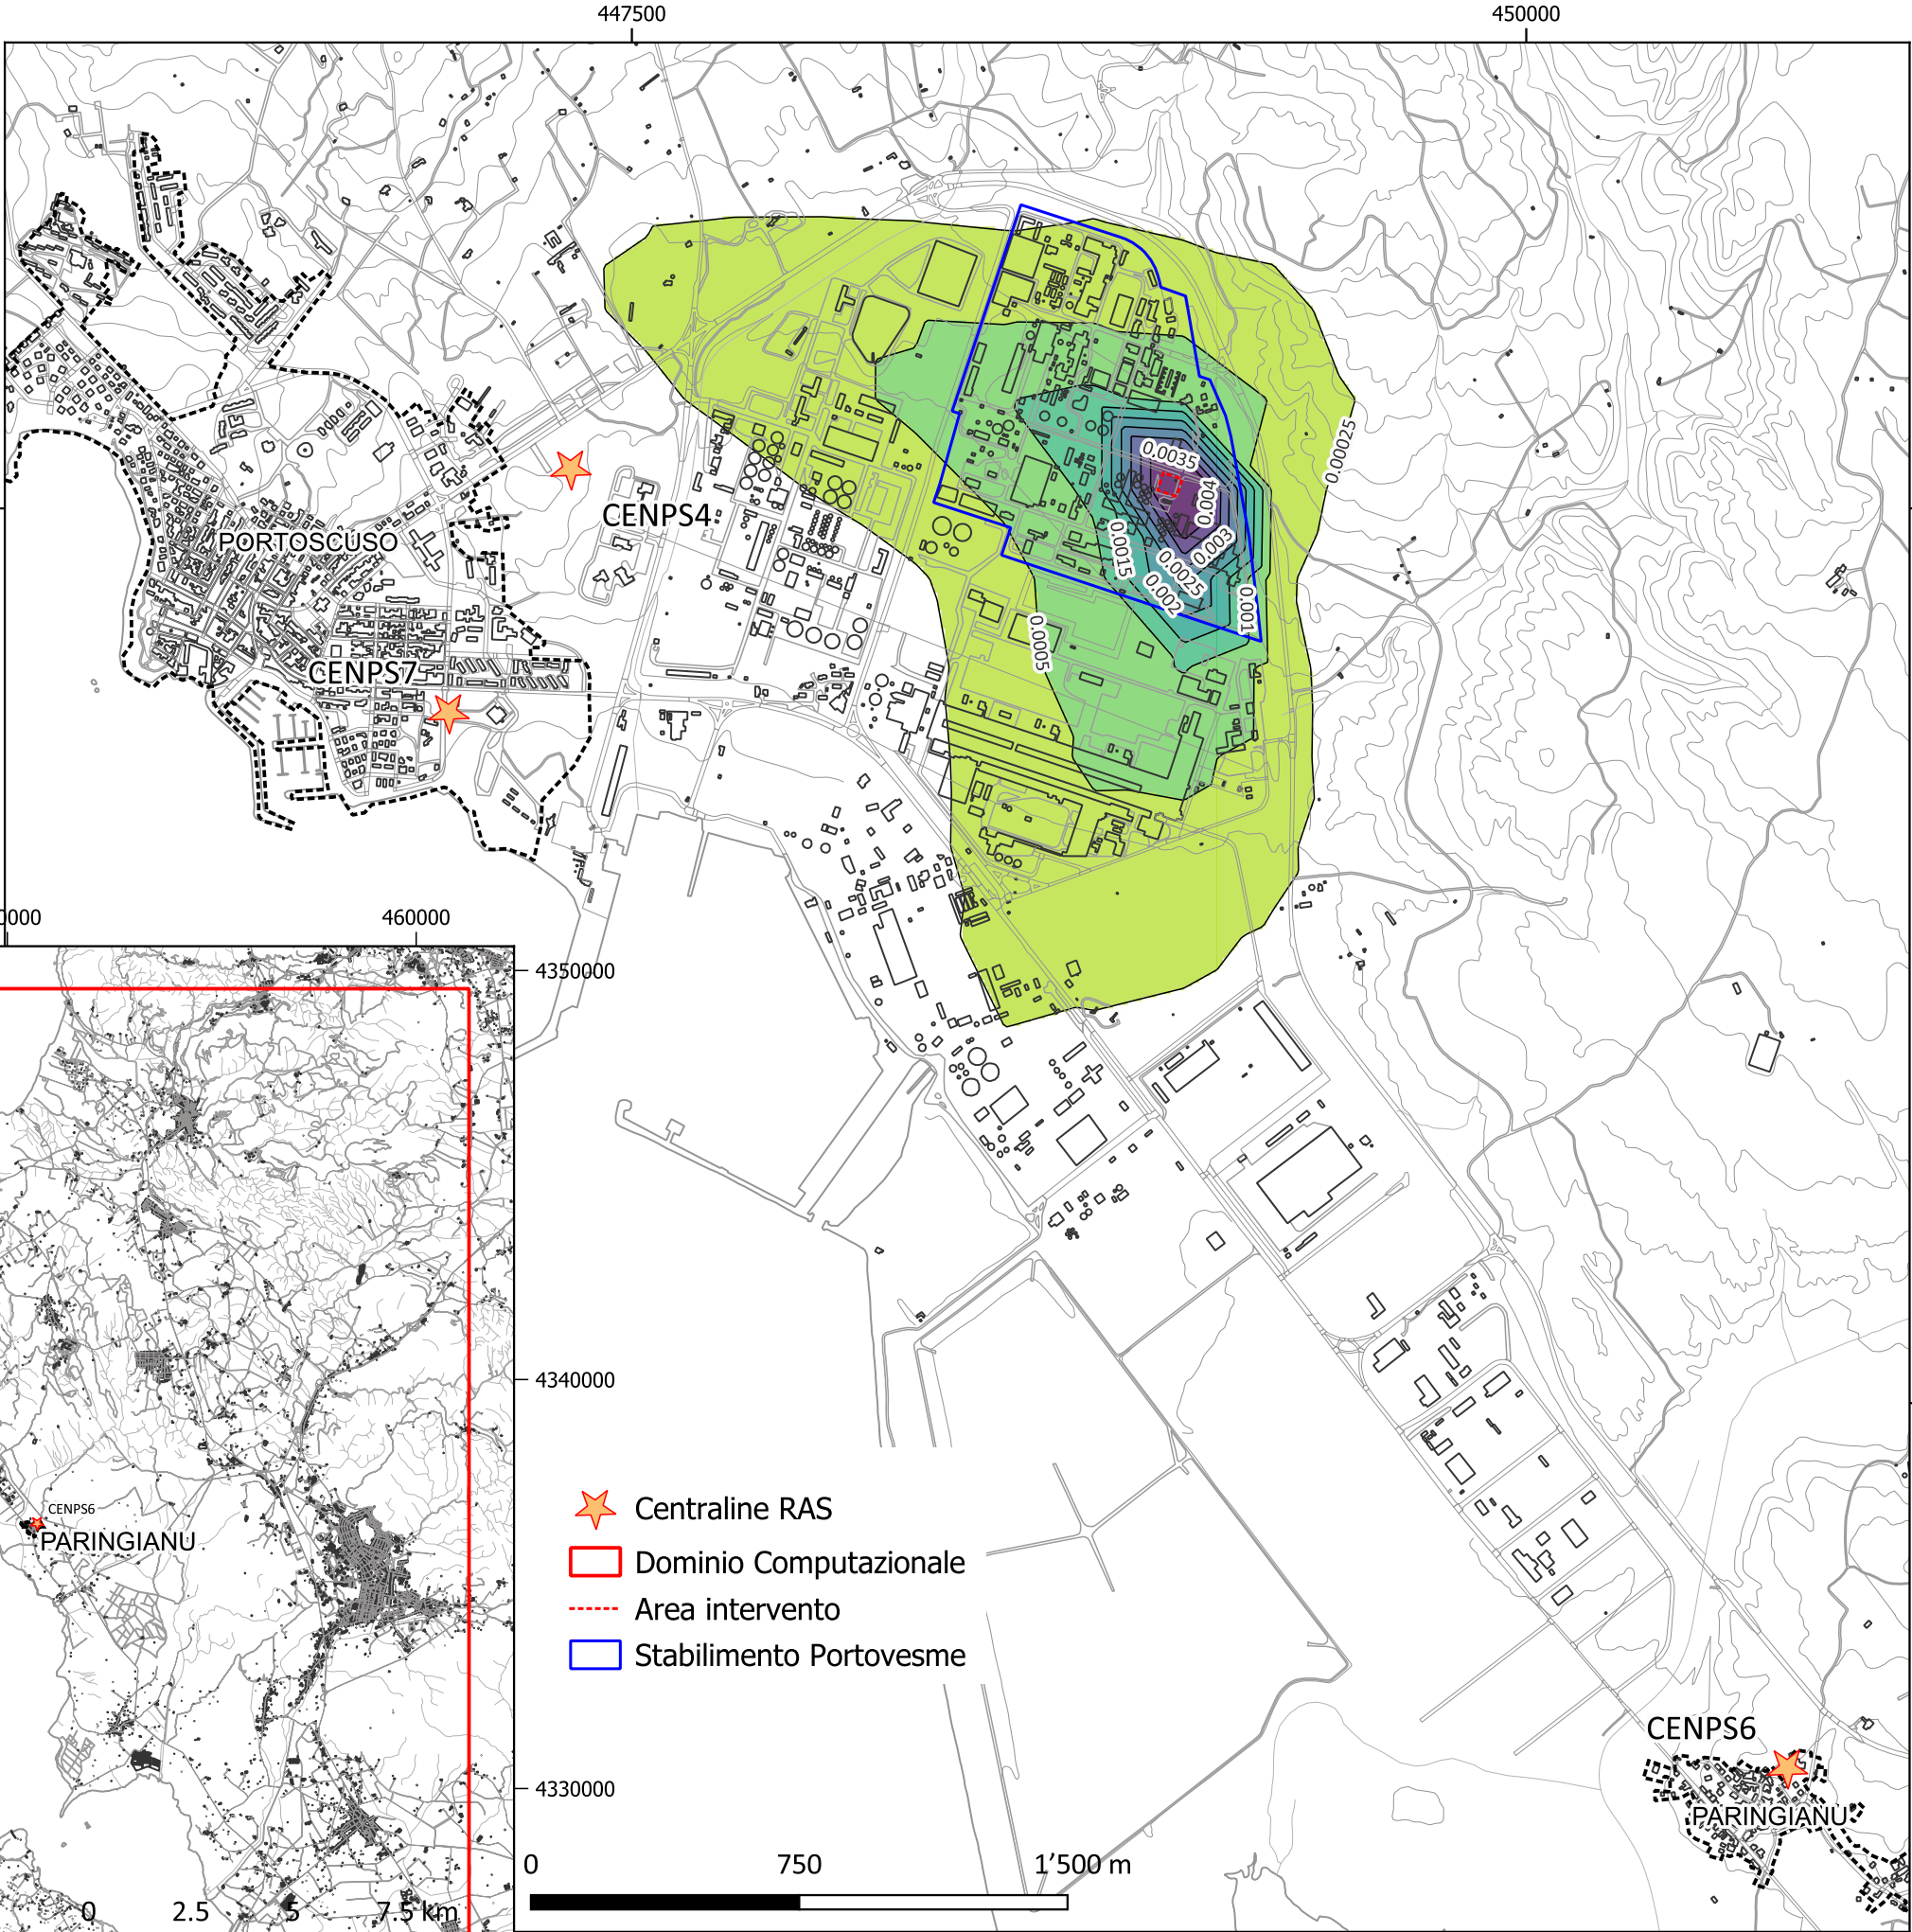 447500
450000
0.00025
0.0035
0.004
CENPS4
PORTOSCUSO
0.003
0.0015
0.0025
0.002
0.001
0.0005
CENPS7
0000
460000
4350000
4340000
CENPS6
PARINGIANU
Centraline RAS
Dominio Computazionale
Area intervento
Stabilimento Portovesme
CENPS6
4330000
PARINGIANU
0 750 1'500 m
0 2.5 5 7.5 km